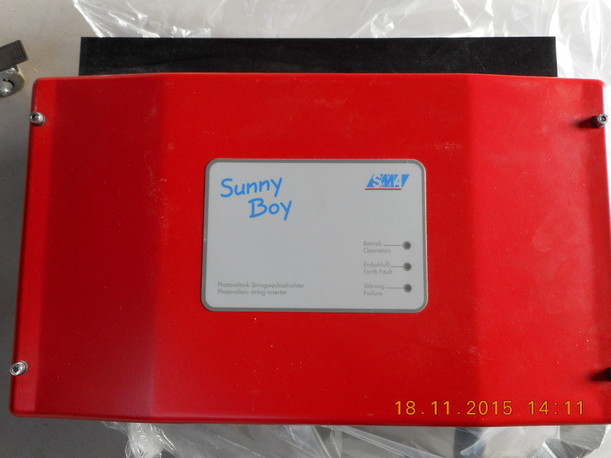 Sunny
Boy
SMA
Betrieb
Operation
Erdschluß
Earth Fault
Störung
Failure
Photovoltaik Stringwechselrichter
Photovoltaic string inverter
18.11.2015 14:11